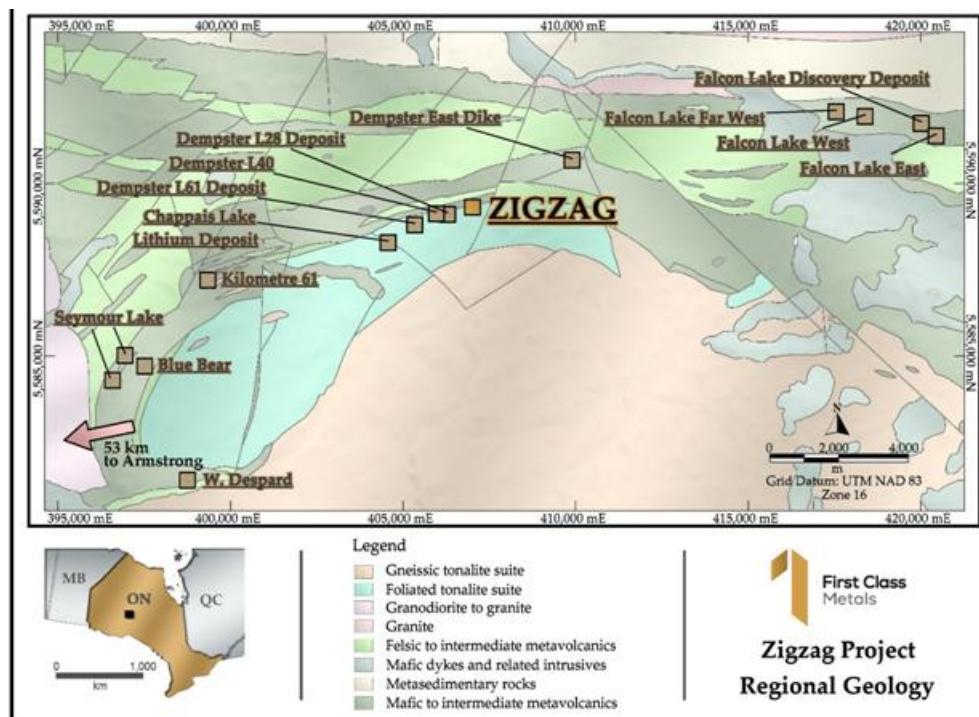 395,000 mE
400,000 mE
405,000 mE
410,000 mE
415,000 mE
420,000 mE
Falcon Lake Discovery Deposit
Dempster East Dike
Falcon Lake Far West
Dempster L28 Deposit
Falcon Lake West
Dempster L40
Falcon Lake East
5,590,000 mN
5,590,000 mN
Dempster L61 Deposit
ZIGZAG
Chappais Lake
Lithium Deposit
Kilometre 61
Seymour Lake
5,585,000 mN
5,585,000 mN
Blue Bear
N
53 km
to Armstrong
0 2,000 4,000
m
W. Despard
Grid Datum: UTM NAD 83
Zone 16
395,000 mE
400,000 mE
405,000 mE
410,000 mE
415,000 mE
420,000 mE
MB
ON
QC
0 1,000
km
Legend
Gneissic tonalite suite
Foliated tonalite suite
Granodiorite to granite
Granite
Felsic to intermediate metavolcanics
Mafic dykes and related intrusives
Metasedimentary rocks
Mafic to intermediate metavolcanics
First Class
Metals
Zigzag Project
Regional Geology